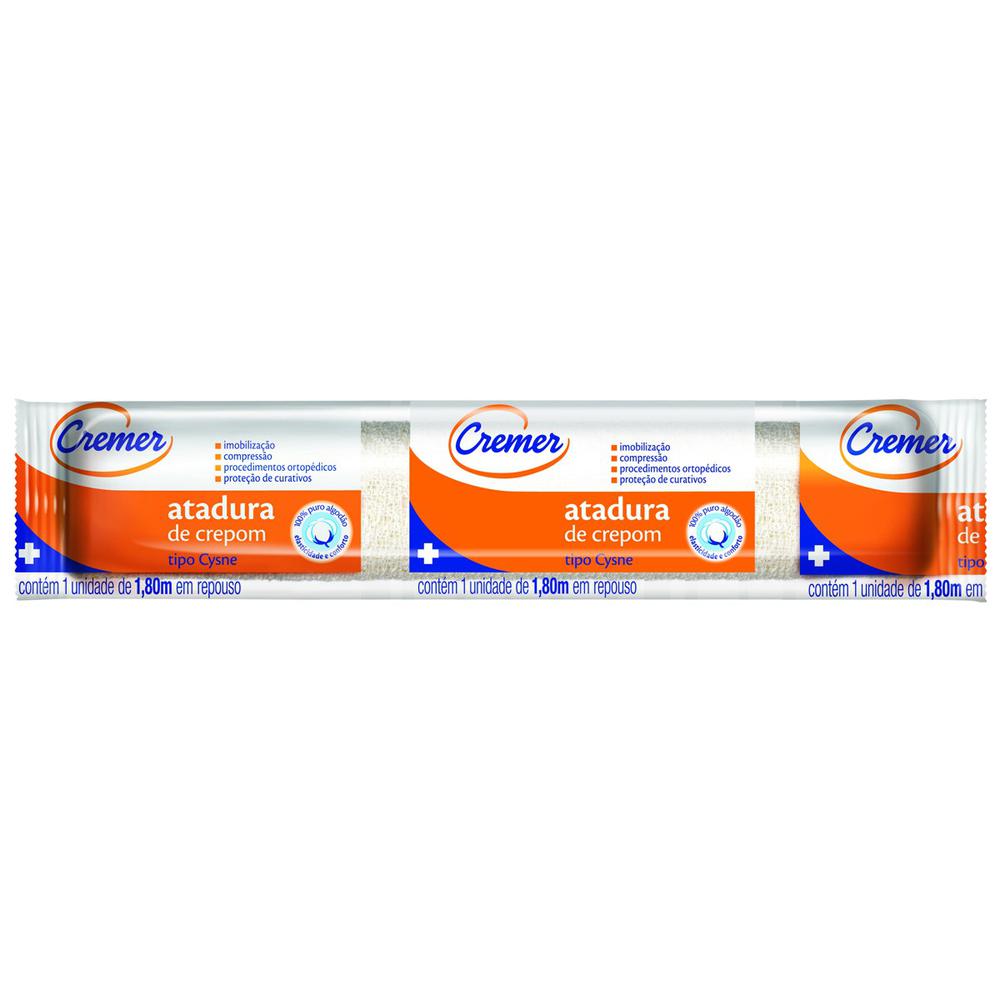 Cremer
imobilização
compressão
procedimentos ortopédicos
proteção de curativos
atadura
de crepom
tipo Cysne
100% puro algodão
elasticidade e conforto
contém 1 unidade de 1,80m em repouso
Cremer
imobilização
compressão
procedimentos ortopédicos
proteção de curativos
atadura
de crepom
tipo Cysne
100% puro algodão
elasticidade e conforto
contém 1 unidade de 1,80m em repouso
Cremer
at
de
tipo
contém 1 unidade de 1,80m em